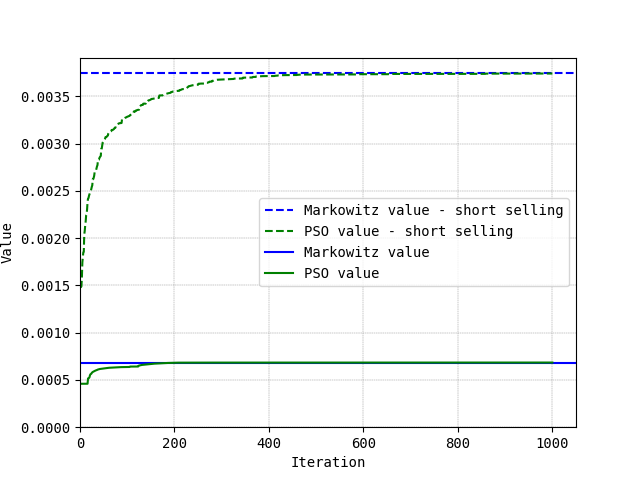 0.0035
0.0030
0.0025
0.0020
0.0015
0.0010
0.0005
0.0000
Value
Markowitz value - short selling
PSO value - short selling
Markowitz value
PSO value
0 200 400 600 800 1000
Iteration